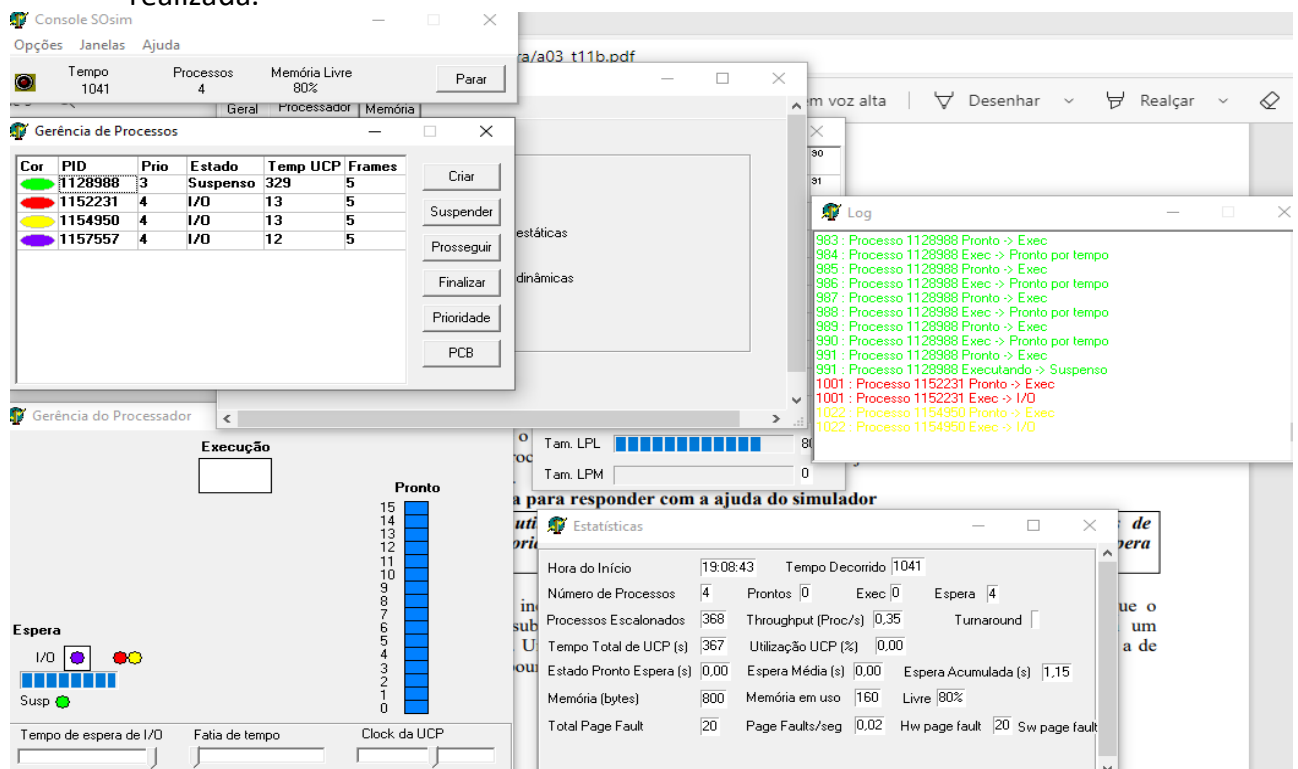 realizada.
Console SOsim
Opções Janelas Ajuda
Tempo Processos Memória Livre
1041 4 80%
Parar
ra/a03_t11b.pdf
m voz alta Desenhar Realçar
Geral Processador Memória
Gerência de Processos
Cor PID Prio Estado Temp UCP Frames
1128988 3 Suspenso 329 5
1152231 4 I/O 13 5
1154950 4 I/O 13 5
1157557 4 I/O 12 5
Criar
Suspender
Prosseguir
Finalizar
Prioridade
PCB
estáticas
dinâmicas
90
91
Log
983 : Processo 1128988 Pronto -> Exec
984 : Processo 1128988 Exec -> Pronto por tempo
985 : Processo 1128988 Pronto -> Exec
986 : Processo 1128988 Exec -> Pronto por tempo
987 : Processo 1128988 Pronto -> Exec
988 : Processo 1128988 Exec -> Pronto por tempo
989 : Processo 1128988 Pronto -> Exec
990 : Processo 1128988 Exec -> Pronto por tempo
991 : Processo 1128988 Pronto -> Exec
991 : Processo 1128988 Executando -> Suspenso
1001 : Processo 1152231 Pronto -> Exec
1001 : Processo 1152231 Exec -> I/O
1022 : Processo 1154950 Pronto -> Exec
1022 : Processo 1154950 Exec -> I/O
Gerência do Processador
Execução
Pronto
15
14
13
12
11
10
9
8
7
6
5
4
3
2
1
0
Espera
I/O
Susp
Tempo de espera de I/O Fatia de tempo Clock da UCP
Tam. LPL 80
Tam. LPM 0
a para responder com a ajuda do simulador
de
pera
ue o
um
a de
Estatísticas
Hora do Início 19:08:43 Tempo Decorrido 1041
Número de Processos 4 Prontos 0 Exec 0 Espera 4
Processos Escalonados 368 Throughput (Proc/s) 0,35 Turnaround
Tempo Total de UCP (s) 367 Utilização UCP (%) 0,00
Estado Pronto Espera (s) 0,00 Espera Média (s) 0,00 Espera Acumulada (s) 1,15
Memória (bytes) 800 Memória em uso 160 Livre 80%
Total Page Fault 20 Page Faults/seg 0,02 Hw page fault 20 Sw page fault